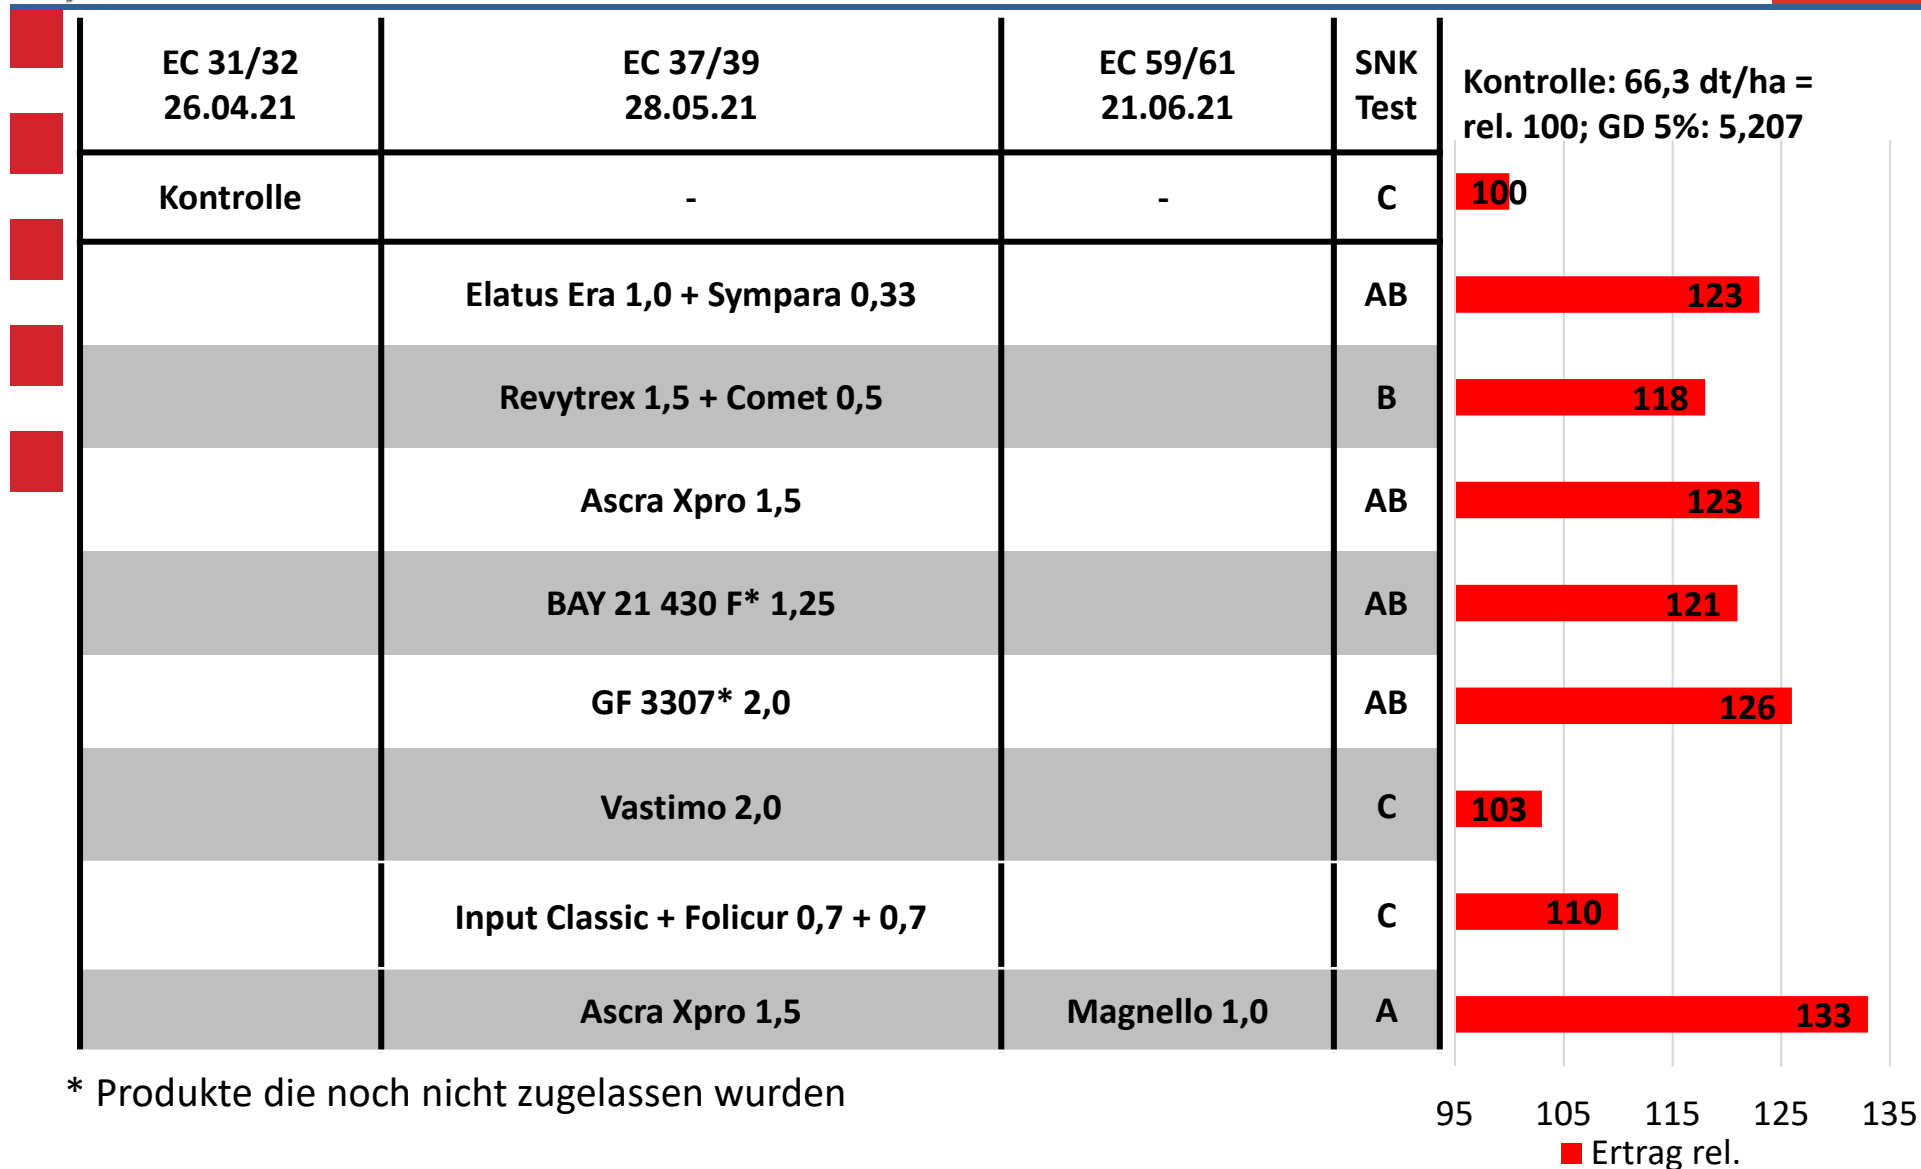 EC 31/32
26.04.21
EC 37/39
28.05.21
EC 59/61
21.06.21
SNK
Test
Kontrolle: 66,3 dt/ha =
rel. 100; GD 5%: 5,207
Kontrolle - - C 100
Elatus Era 1,0 + Sympara 0,33 AB 123
Revytrex 1,5 + Comet 0,5 B 118
Ascra Xpro 1,5 AB 123
BAY 21 430 F* 1,25 AB 121
GF 3307* 2,0 AB 126
Vastimo 2,0 C 103
Input Classic + Folicur 0,7 + 0,7 C 110
Ascra Xpro 1,5 Magnello 1,0 A 133
* Produkte die noch nicht zugelassen wurden
95 105 115 125 135
Ertrag rel.